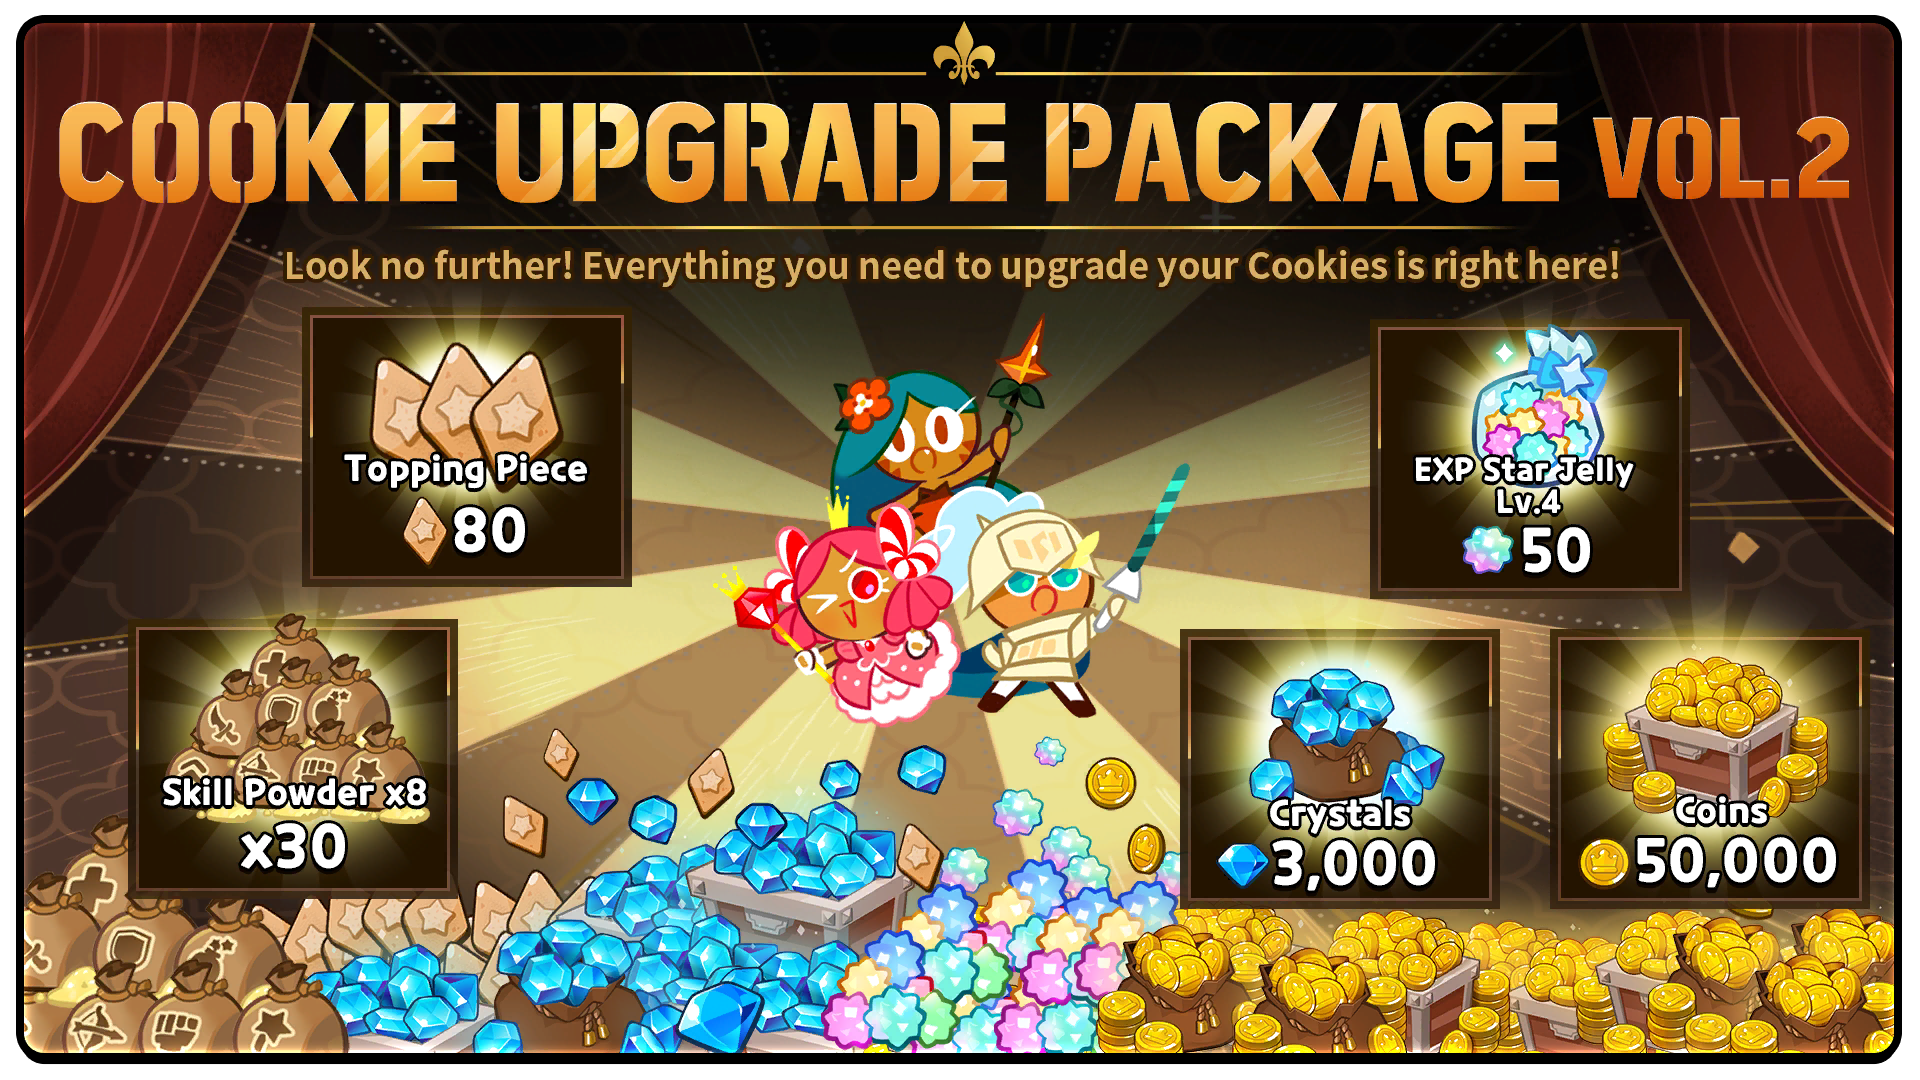 COOKIE UPGRADE PACKAGE VOL.2
Look no further! Everything you need to upgrade your Cookies is right here!
Topping Piece
80
EXP Star Jelly
Lv.4
50
Skill Powder x8
x30
Crystals
3,000
Coins
50,000